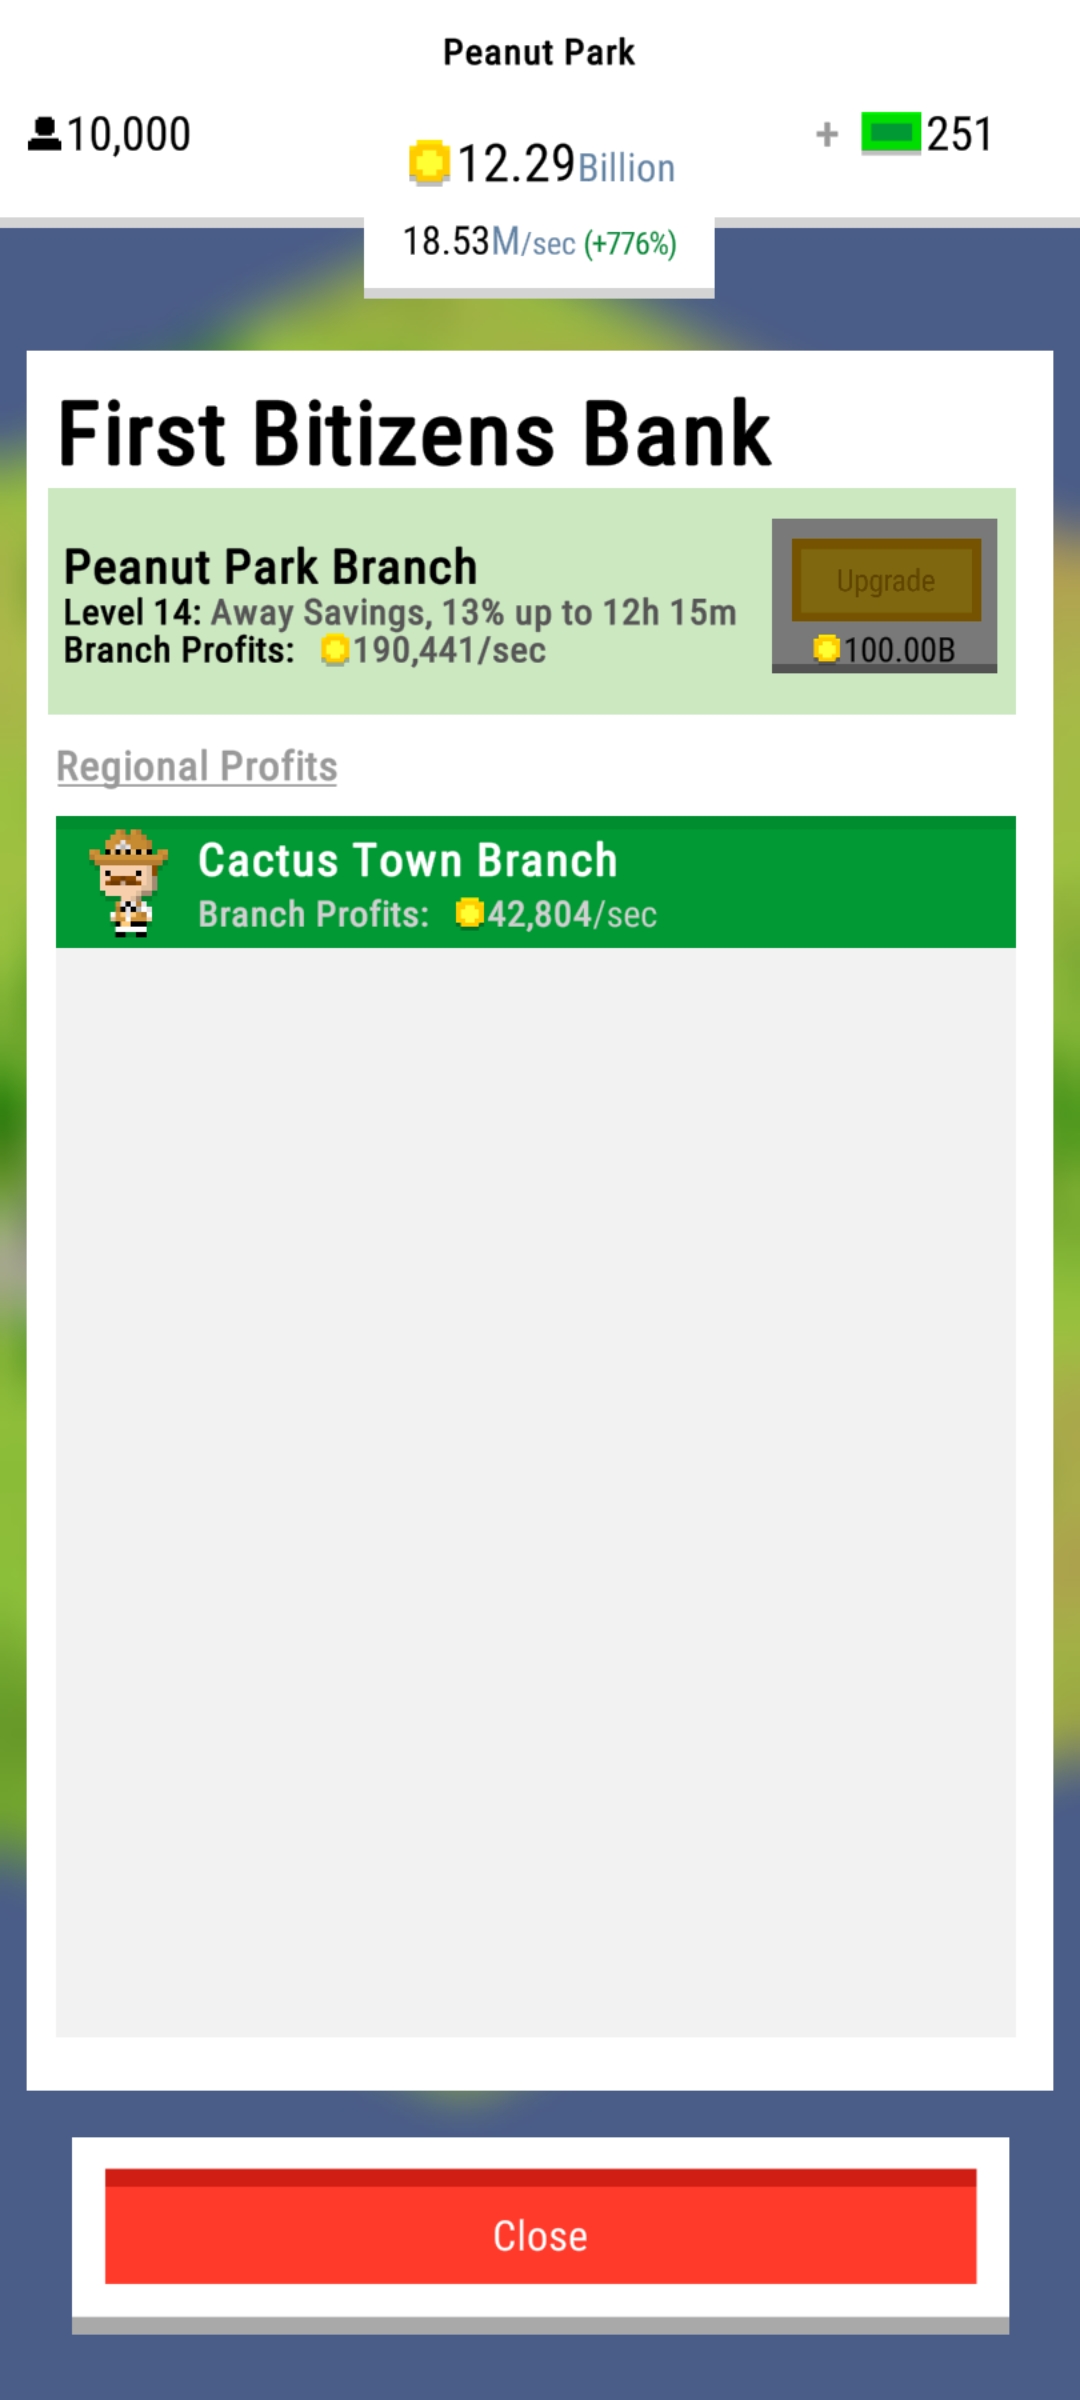 Peanut Park
10,000
12.29Billion
+ 251
18.53M/sec (+776%)
First Bitizens Bank
Peanut Park Branch
Level 14: Away Savings, 13% up to 12h 15m
Branch Profits: 190,441/sec
Upgrade
100.00B
Regional Profits
Cactus Town Branch
Branch Profits: 42,804/sec
Close